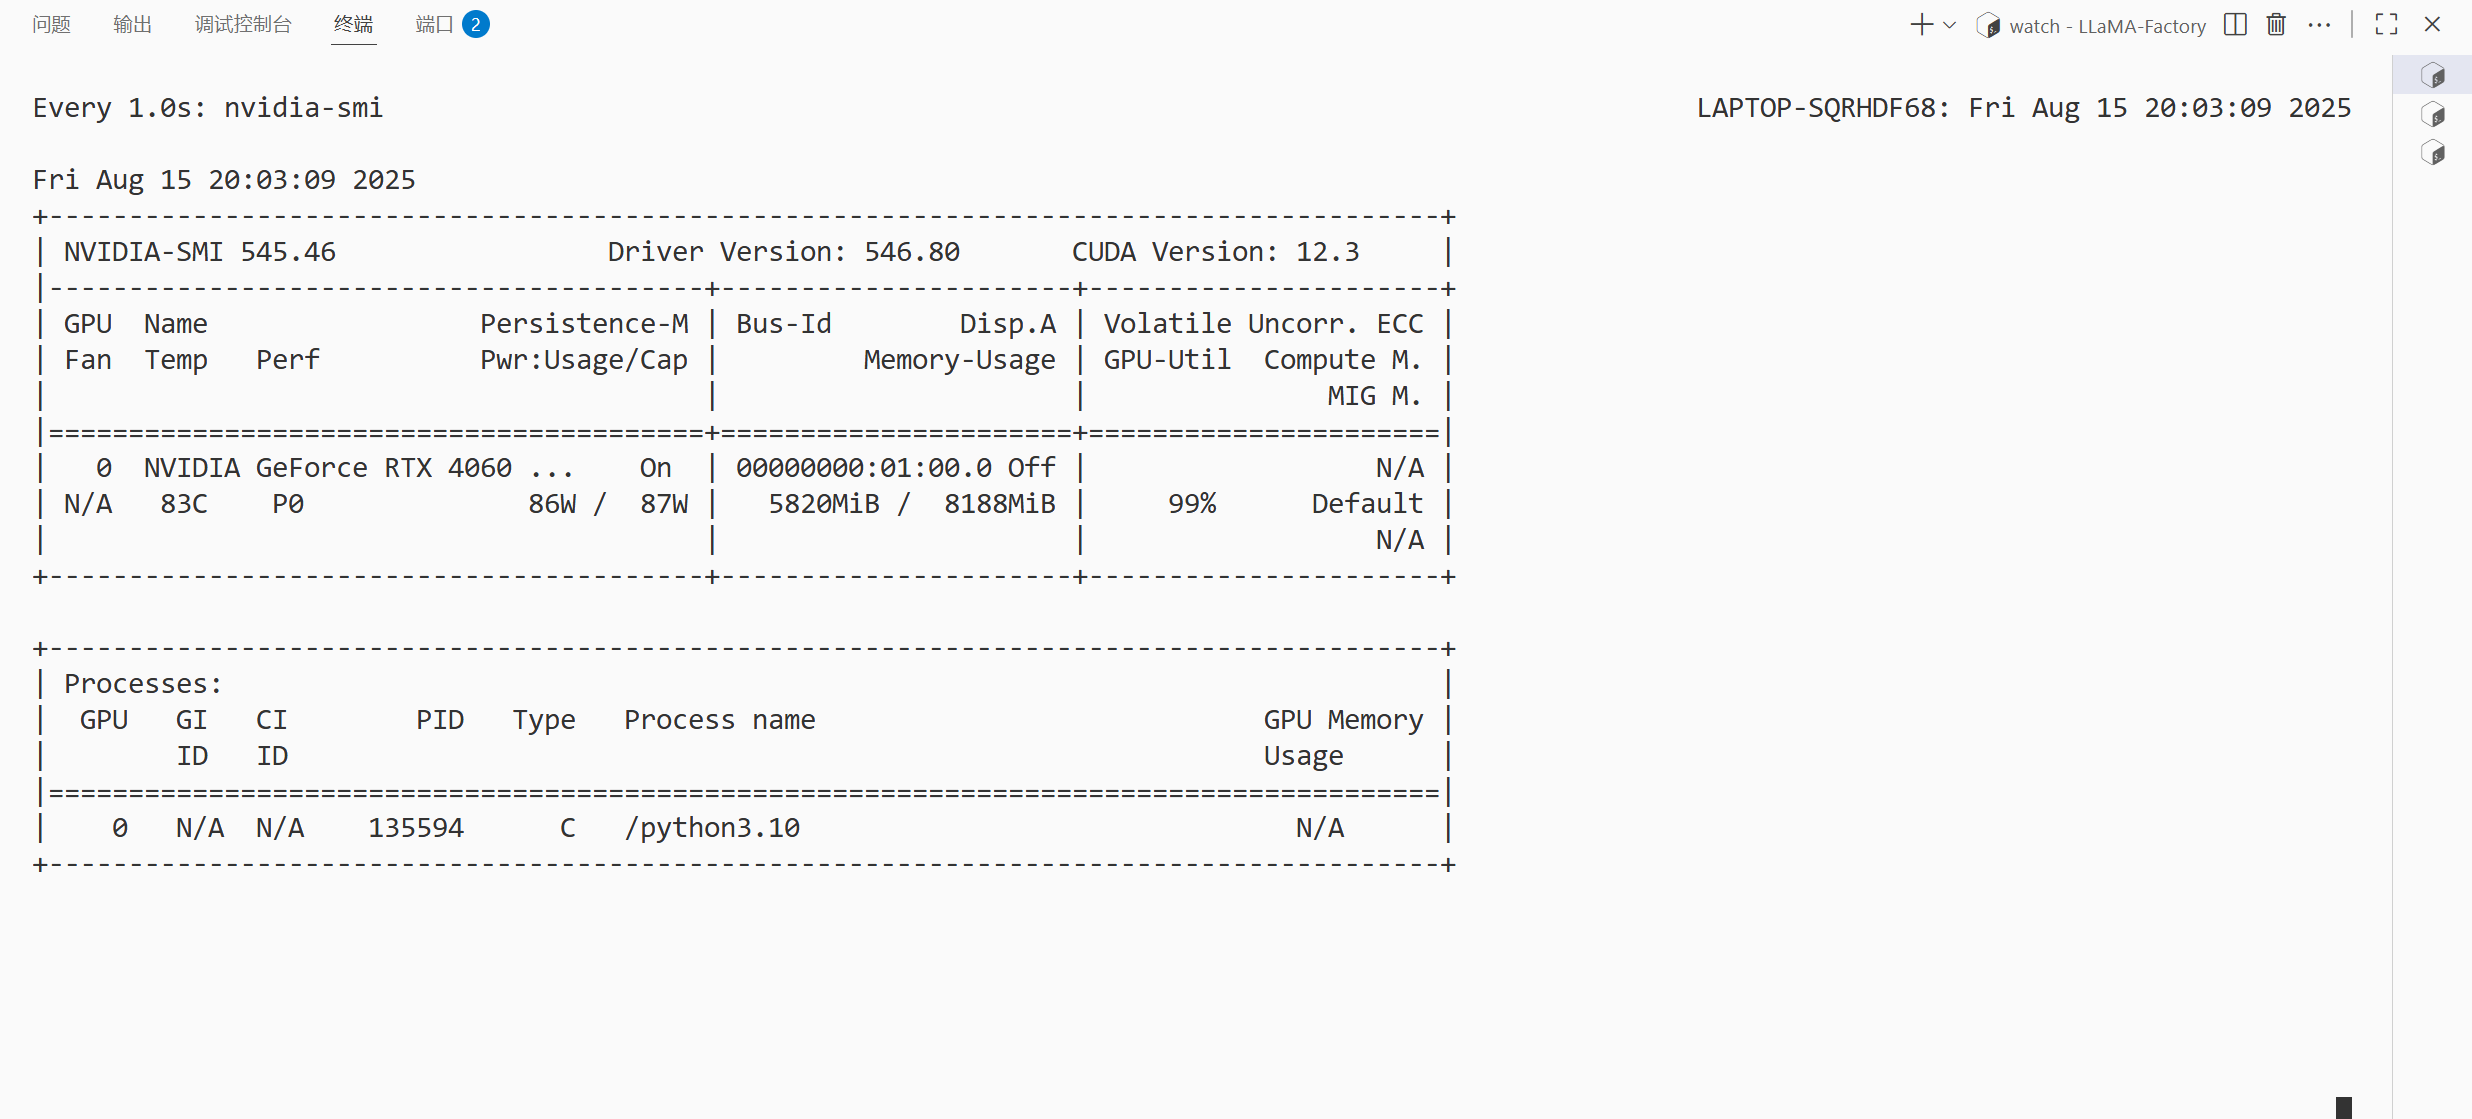 问题 输出 调试控制台 终端 端口 2 watch - LLaMA-Factory
Every 1.0s: nvidia-smi LAPTOP-SQRHDF68: Fri Aug 15 20:03:09 2025
Fri Aug 15 20:03:09 2025
+---------------------------------------------------------------------------------------+
| NVIDIA-SMI 545.46                 Driver Version: 546.80       CUDA Version: 12.3     |
|-----------------------------------------+----------------------+----------------------+
| GPU  Name                 Persistence-M | Bus-Id        Disp.A | Volatile Uncorr. ECC |
| Fan  Temp   Perf          Pwr:Usage/Cap |         Memory-Usage | GPU-Util  Compute M. |
|                                         |                      |               MIG M. |
|=========================================+======================+======================|
|   0  NVIDIA GeForce RTX 4060 ...    On  | 00000000:01:00.0 Off |                  N/A |
| N/A   83C    P0              86W /  87W |   5820MiB /  8188MiB |     99%      Default |
|                                         |                      |                  N/A |
+-----------------------------------------+----------------------+----------------------+
+---------------------------------------------------------------------------------------+
| Processes:                                                                            |
|  GPU   GI   CI        PID   Type   Process name                            GPU Memory |
|        ID   ID                                                             Usage      |
|=======================================================================================|
|    0   N/A  N/A    135594      C   /python3.10                               N/A      |
+---------------------------------------------------------------------------------------+